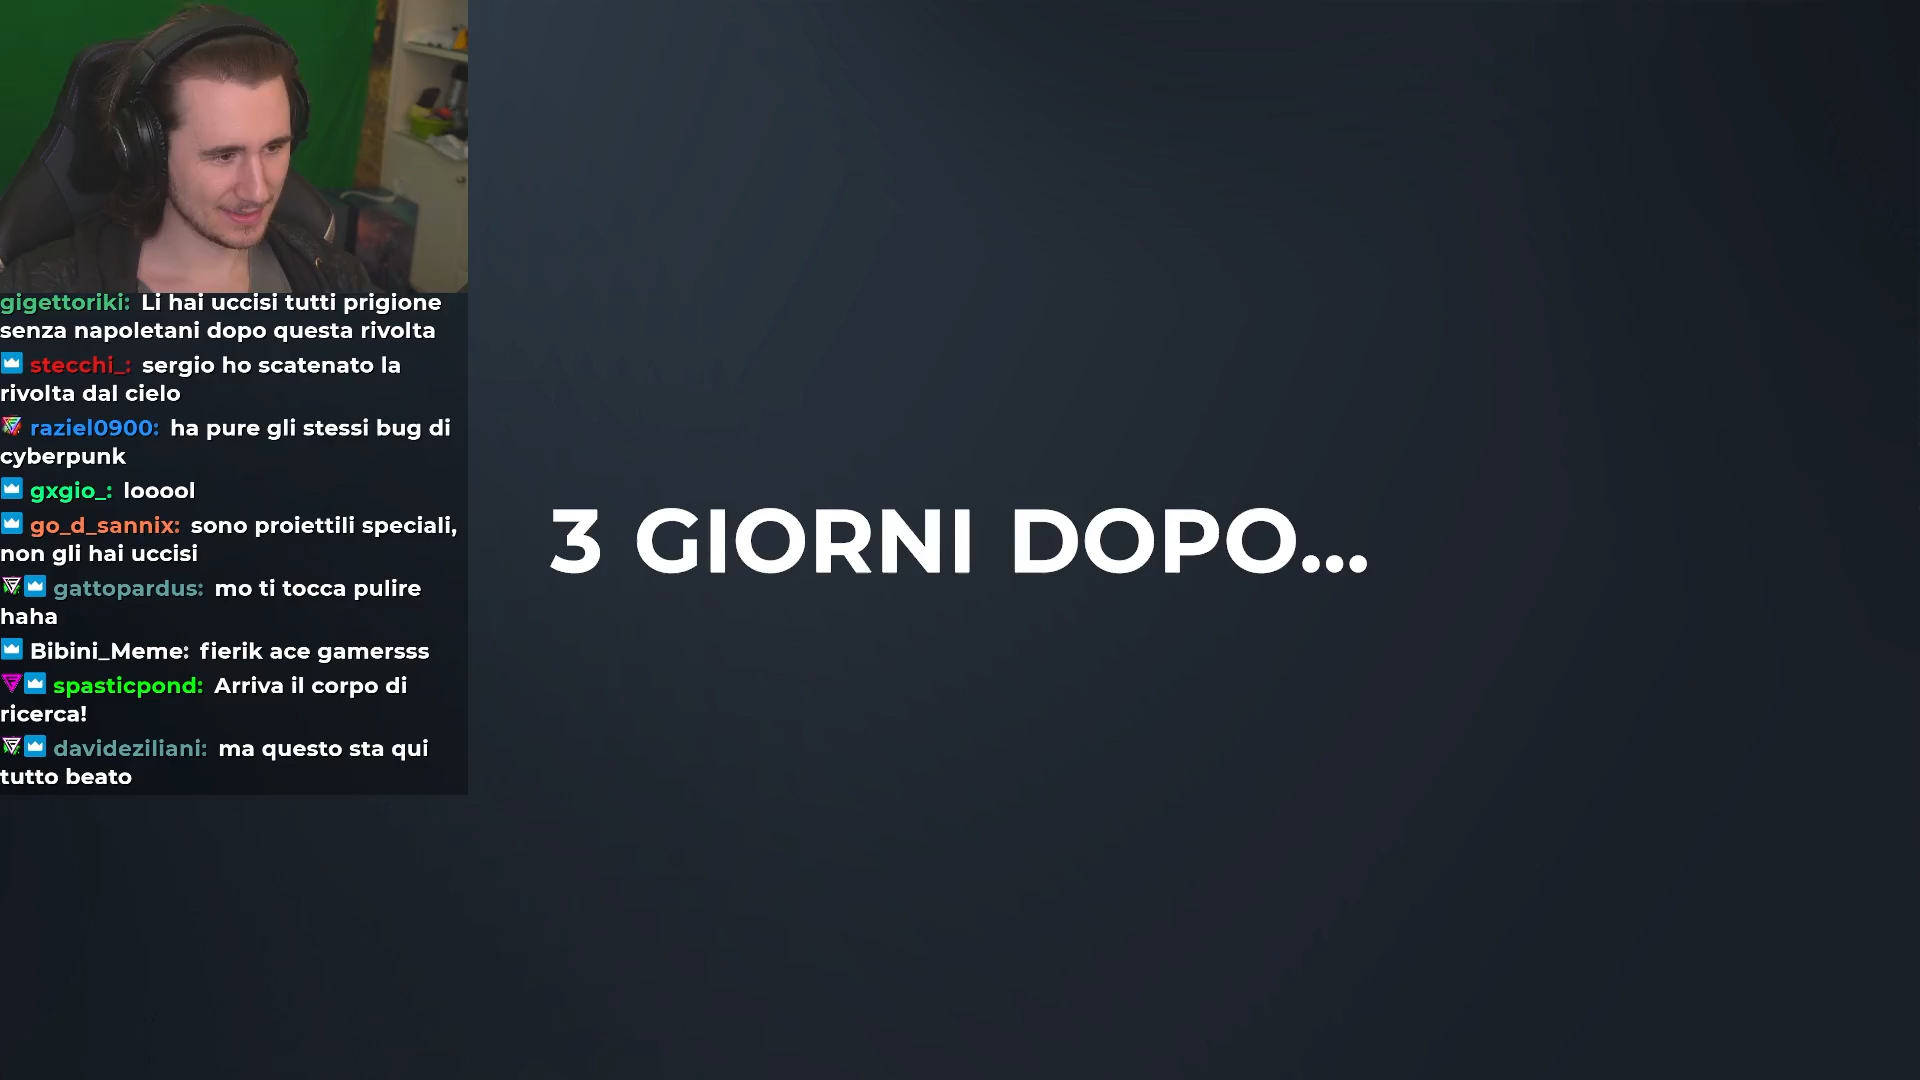 gigettoriki: Li hai uccisi tutti prigione
senza napoletani dopo questa rivolta
stecchi_: sergio ho scatenato la
rivolta dal cielo
raziel0900: ha pure gli stessi bug di
cyberpunk
gxgio_: looool
go_d_sannix: sono proiettili speciali,
non gli hai uccisi
gattopardus: mo ti tocca pulire
haha
Bibini_Meme: fierik ace gamersss
spasticpond: Arriva il corpo di
ricerca!
davideziliani: ma questo sta qui
tutto beato
3 GIORNI DOPO...